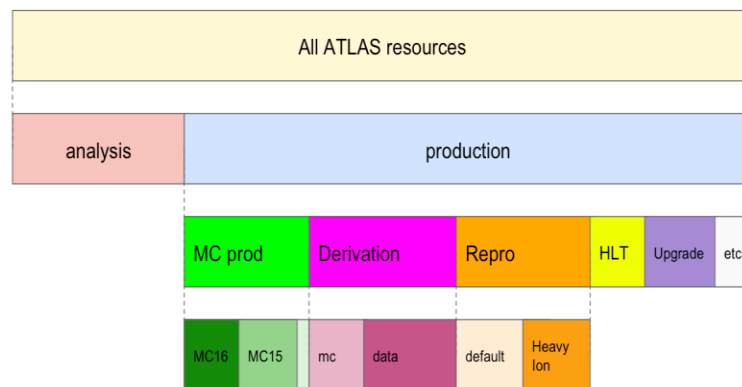 All ATLAS resources
analysis
production
MC prod
Derivation
Repro
HLT
Upgrade
etc
MC16
MC15
mc
data
default
Heavy
Ion